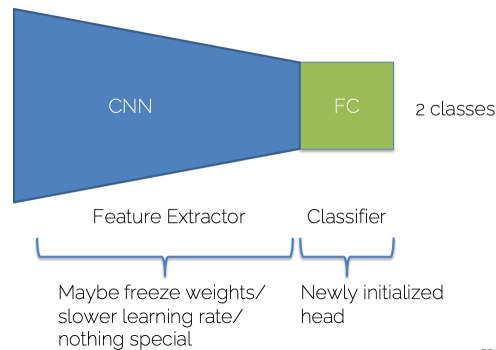 CNN
FC
2 classes
Feature Extractor
Classifier
Maybe freeze weights/
slower learning rate/
nothing special
Newly initialized
head